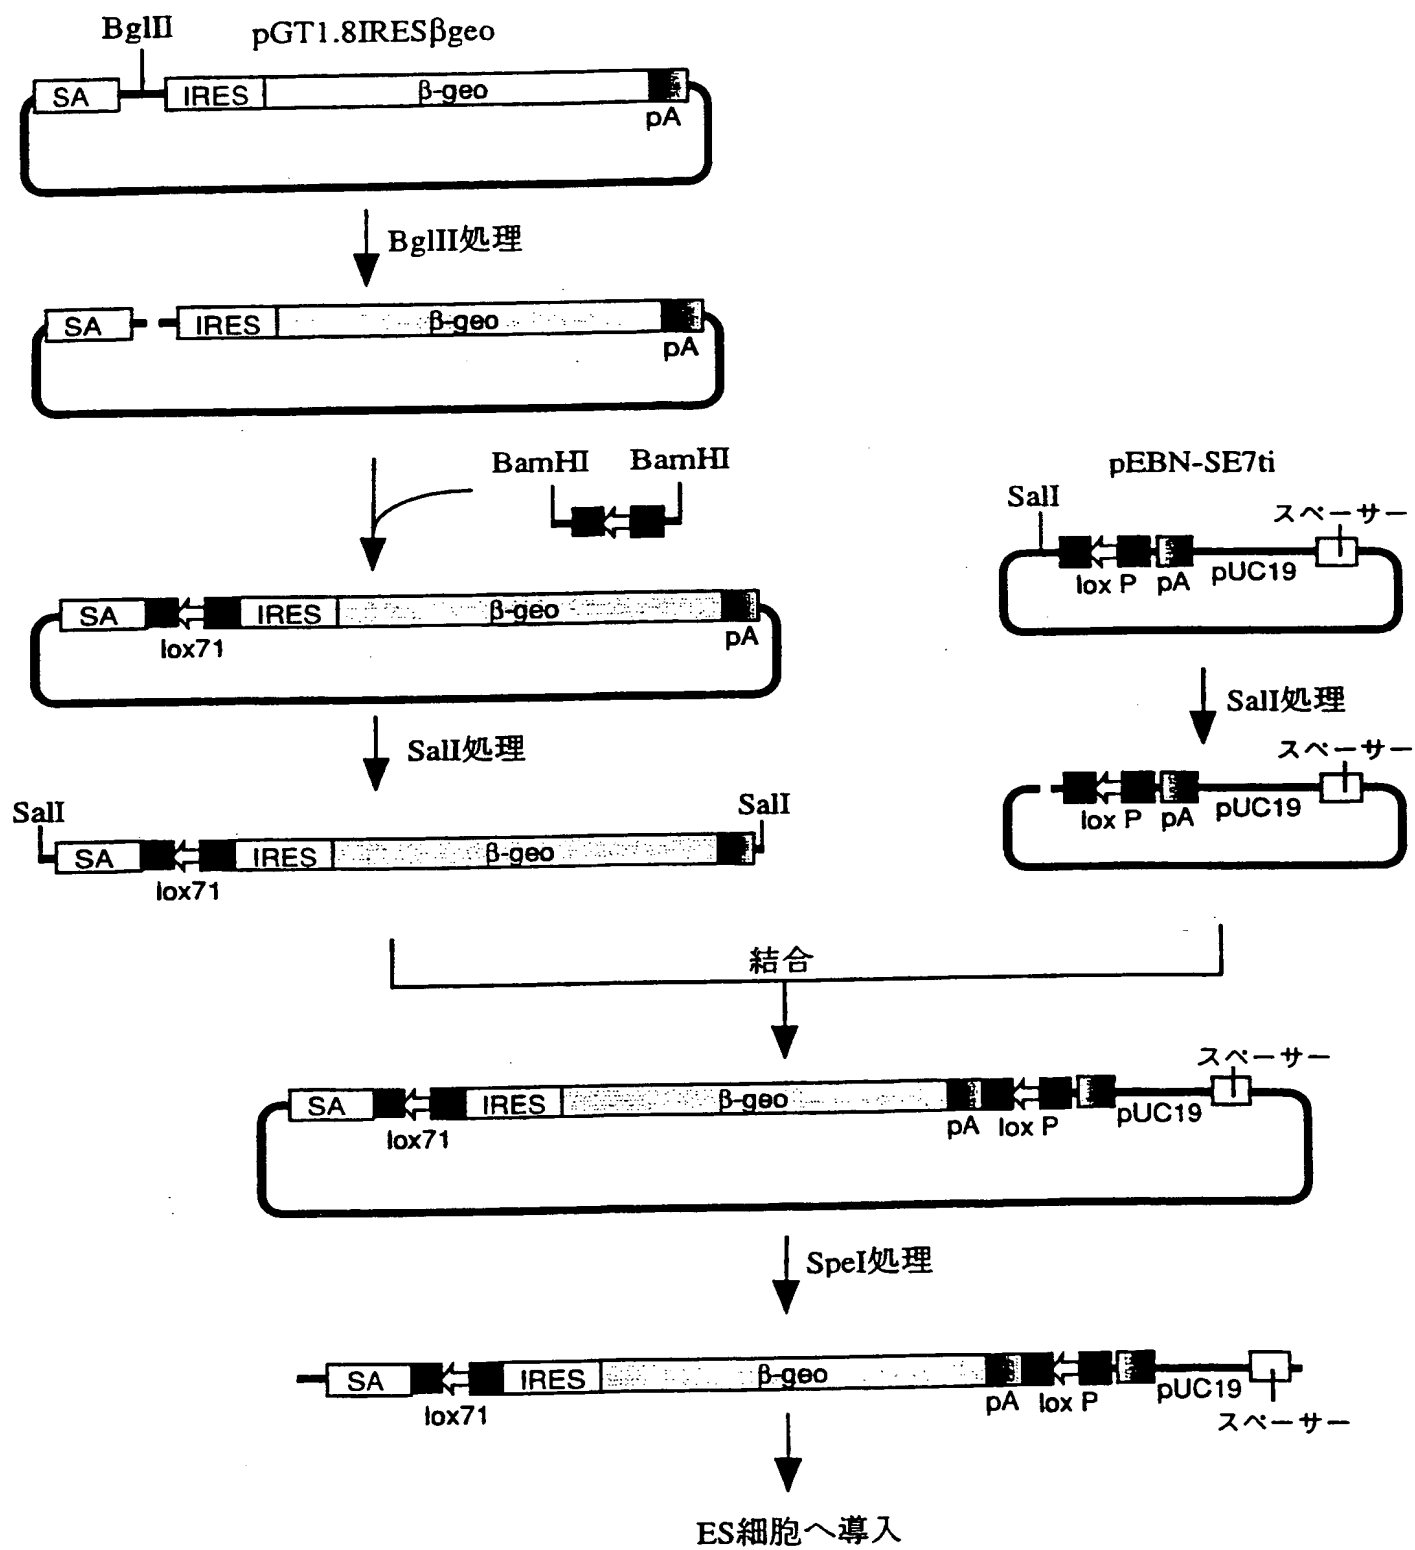 BglII pGT1.8IRESβgeo
SA IRES β-geo
pA
BglII処理
SA IRES β-geo
pA
BamHI BamHI
pEBN-SE7ti
SalI
スペーサー
lox P pA pUC19
SA IRES β-geo
lox71 pA
SalI処理
SalI処理
スペーサー
lox P pA pUC19
SalI SalI
SA IRES β-geo
lox71
結合
スペーサー
SA IRES β-geo
lox71 pA lox P pUC19
SpeI処理
SA IRES β-geo
lox71 pA lox P pUC19
スペーサー
ES細胞へ導入